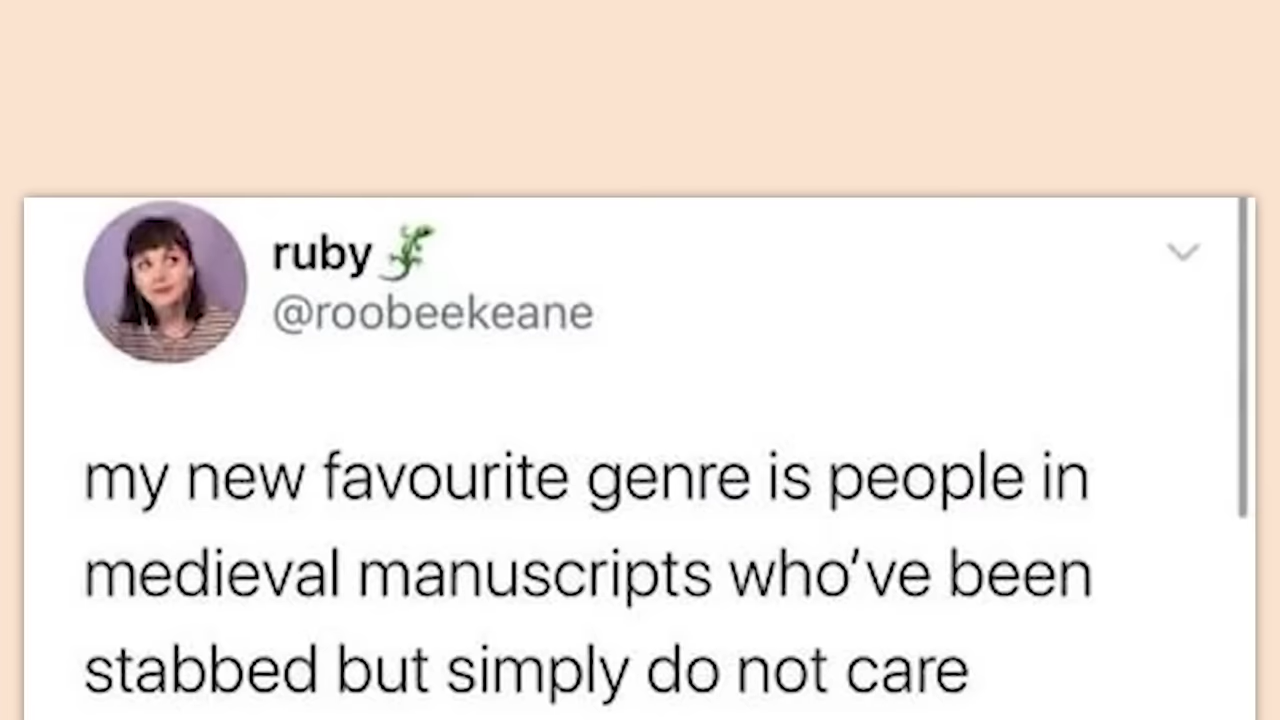 ruby 🦎
@roobeekeane
my new favourite genre is people in
medieval manuscripts who've been
stabbed but simply do not care